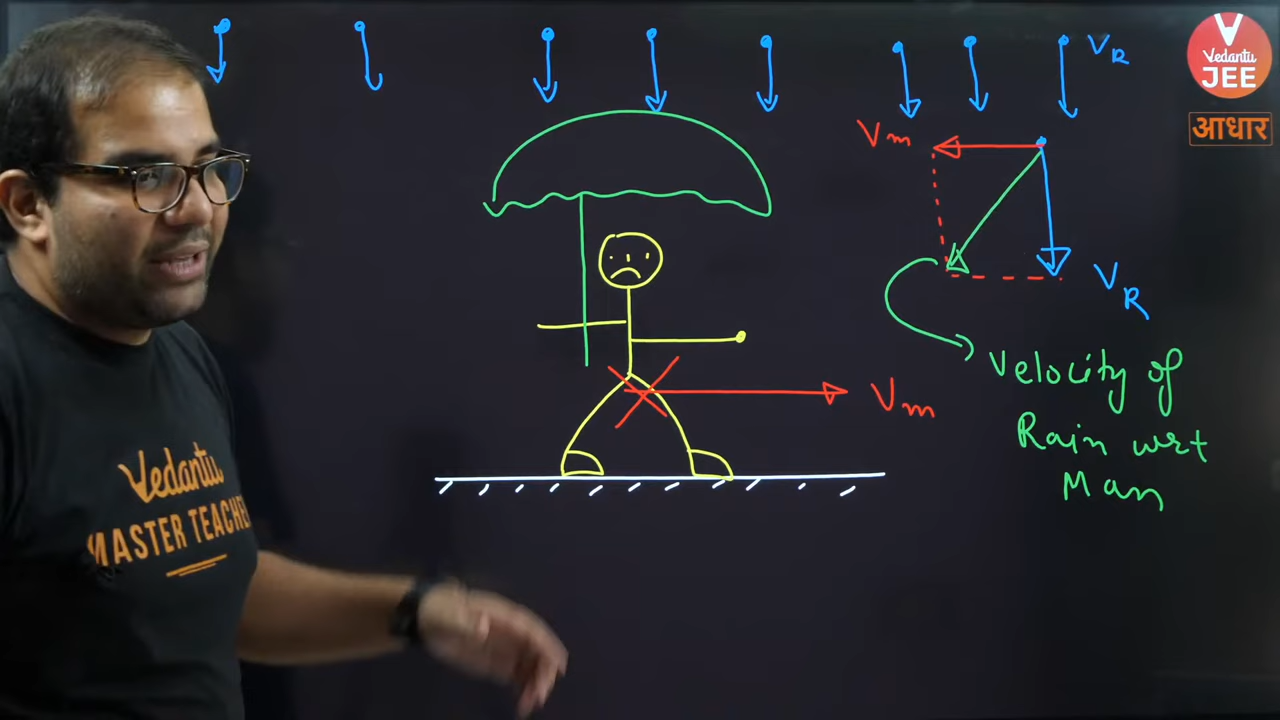 VR
Vedantu
JEE
आधार
Vm
VR
Vm
Velocity of
Rain wrt
Man
Vedantu
MASTER TEACHER